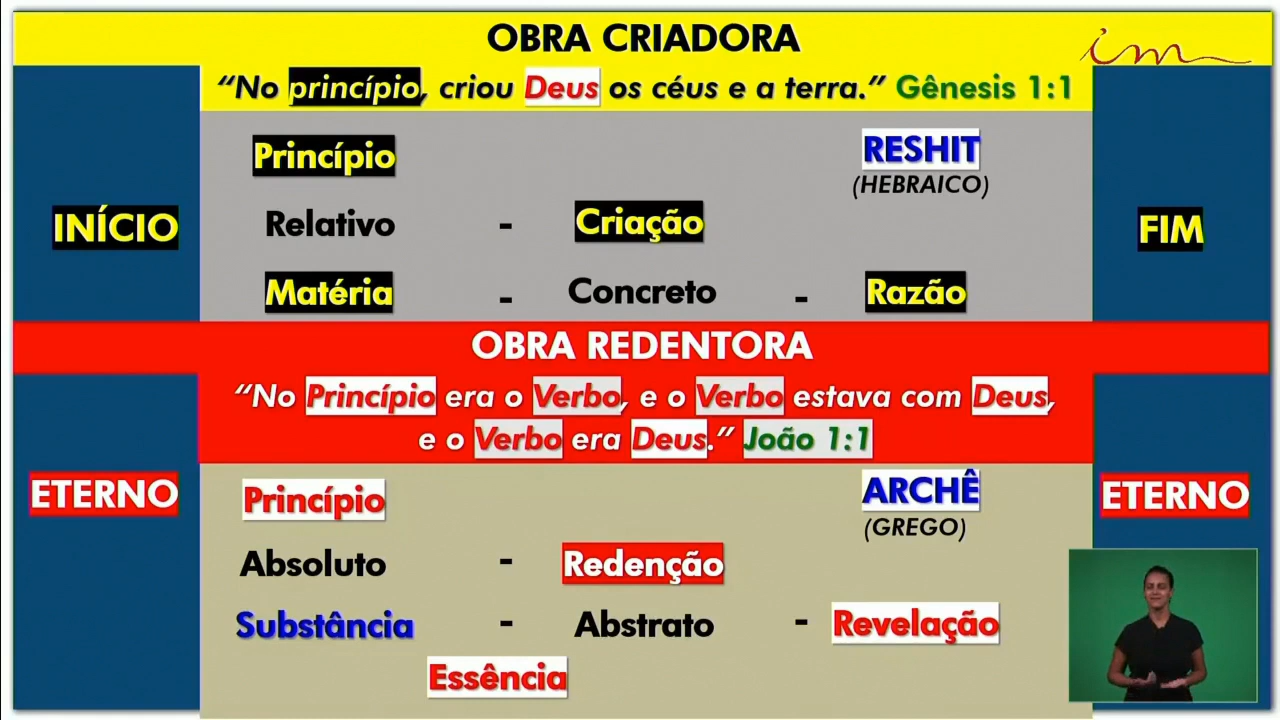 OBRA CRIADORA
im
“No princípio, criou Deus os céus e a terra.” Gênesis 1:1
Princípio
RESHIT
(HEBRAICO)
INÍCIO
Relativo - Criação
FIM
Matéria - Concreto - Razão
OBRA REDENTORA
“No Princípio era o Verbo, e o Verbo estava com Deus,
e o Verbo era Deus.” João 1:1
ETERNO
Princípio
ARCHÊ
(GREGO)
ETERNO
Absoluto - Redenção
Substância - Abstrato - Revelação
Essência